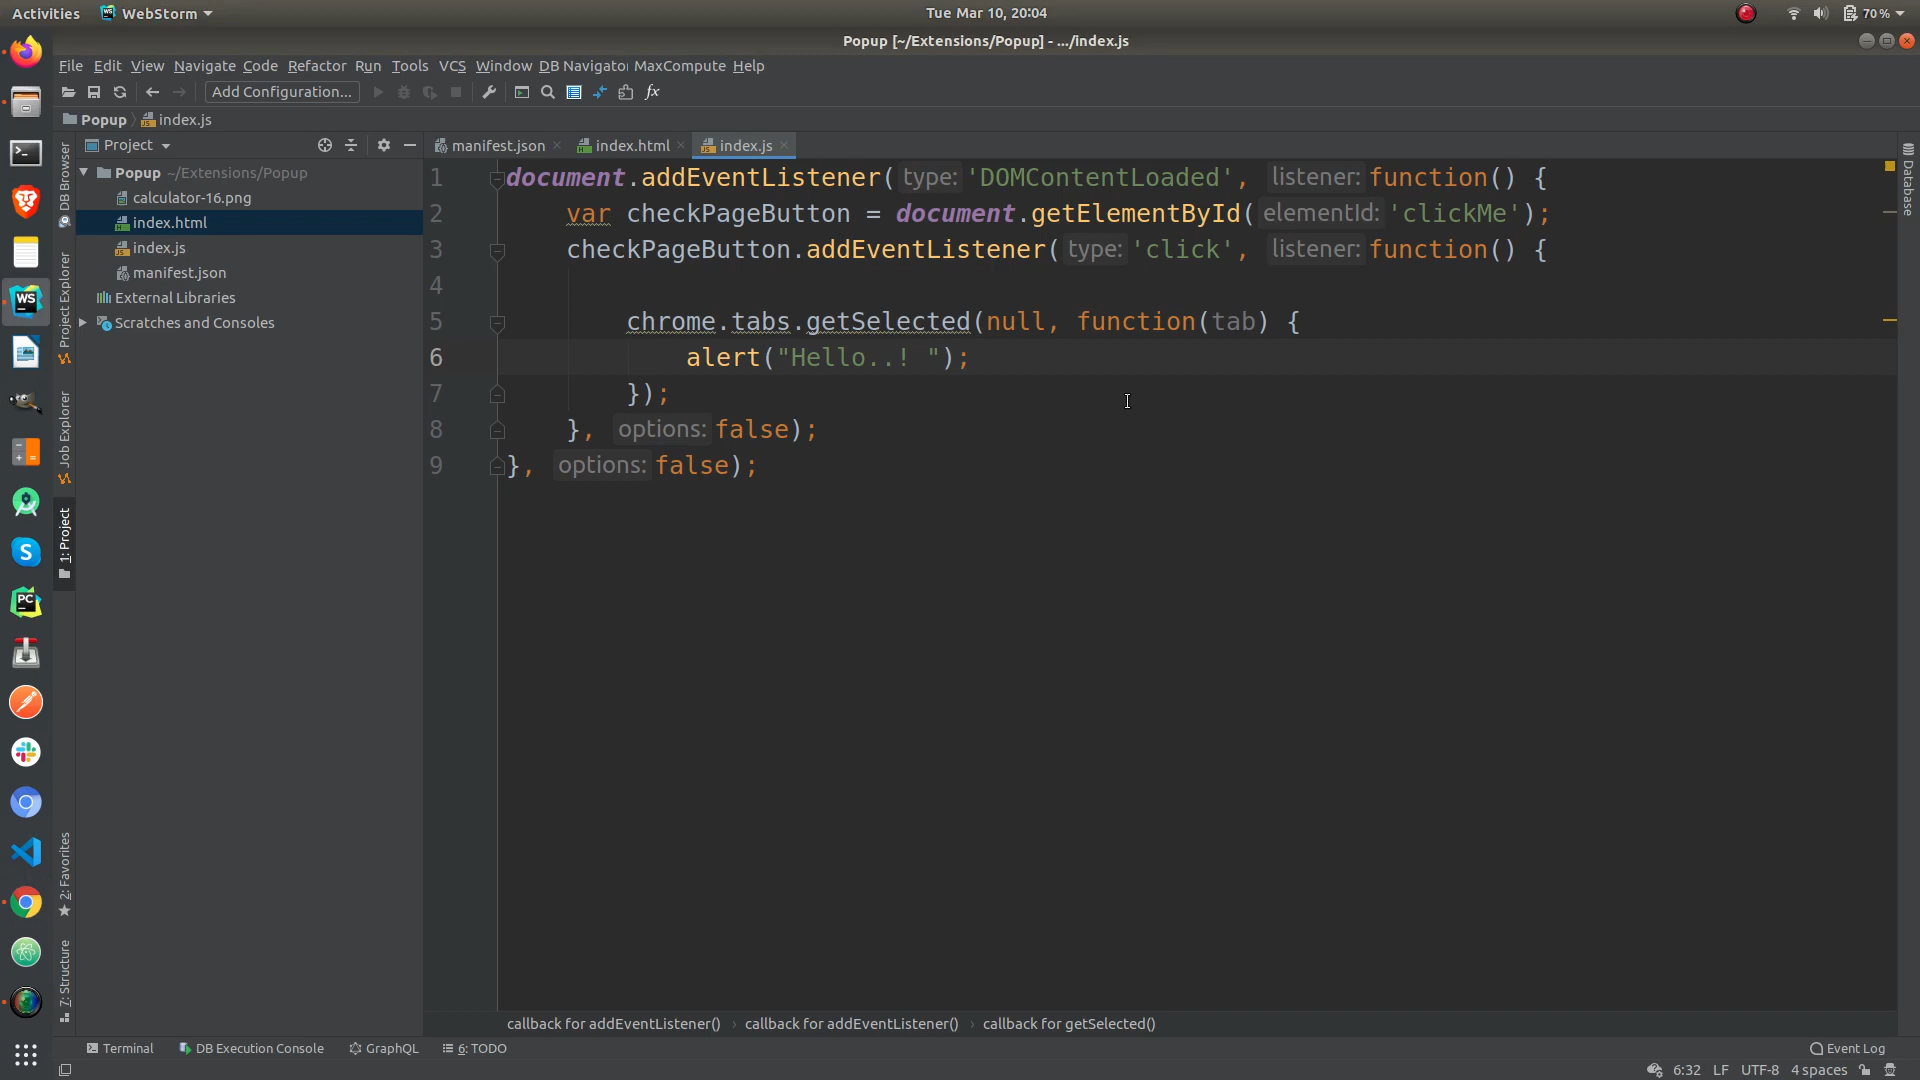 Activities WebStorm Tue Mar 10, 20:04 70%
Popup [~/Extensions/Popup] - .../index.js
File Edit View Navigate Code Refactor Run Tools VCS Window DB Navigator MaxCompute Help
Add Configuration... fx
Popup index.js
Project manifest.json index.html index.js
Popup ~/Extensions/Popup
calculator-16.png
index.html
index.js
manifest.json
External Libraries
Scratches and Consoles
DB Browser
Project Explorer
Job Explorer
1: Project
2: Favorites
7: Structure
WS
S
PC
1 document.addEventListener( type: 'DOMContentLoaded', listener: function() {
2 var checkPageButton = document.getElementById( elementId: 'clickMe');
3 checkPageButton.addEventListener( type: 'click', listener: function() {
4
5 chrome.tabs.getSelected(null, function(tab) {
6 alert("Hello..! ");
7 });
8 }, options: false);
9 }, options: false);
Database
callback for addEventListener() callback for addEventListener() callback for getSelected()
Terminal DB Execution Console GraphQL 6: TODO Event Log
6:32 LF UTF-8 4 spaces